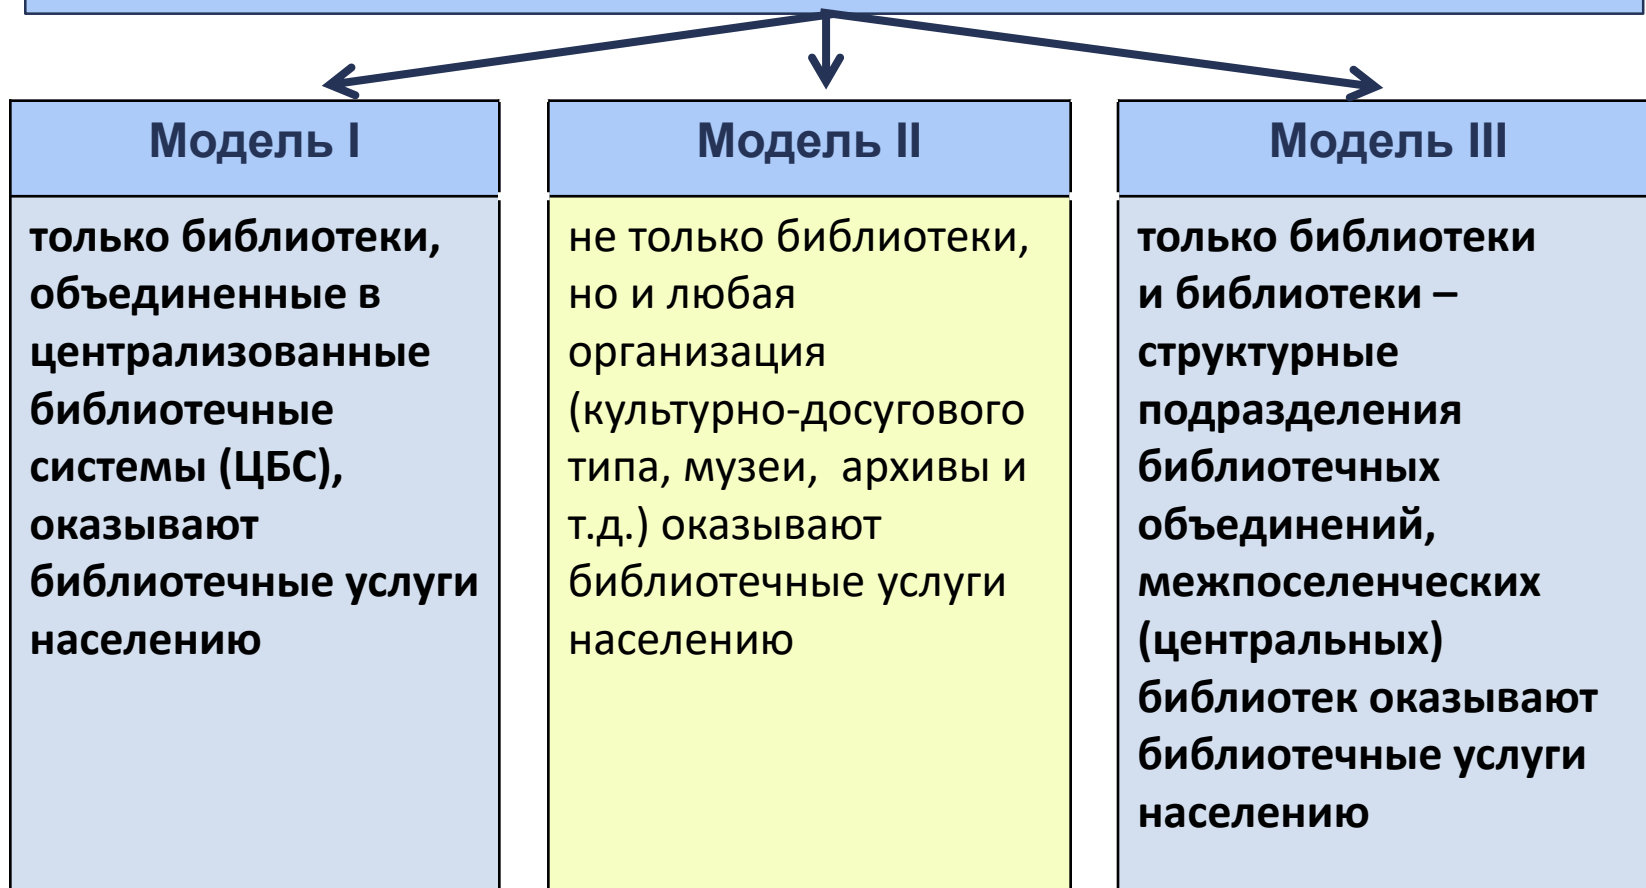 Модель I
только библиотеки,
объединенные в
централизованные
библиотечные
системы (ЦБС),
оказывают
библиотечные услуги
населению
Модель II
не только библиотеки,
но и любая
организация
(культурно-досугового
типа, музеи,  архивы и
т.д.) оказывают
библиотечные услуги
населению
Модель III
только библиотеки
и библиотеки –
структурные
подразделения
библиотечных
объединений,
межпоселенческих
(центральных)
библиотек оказывают
библиотечные услуги
населению